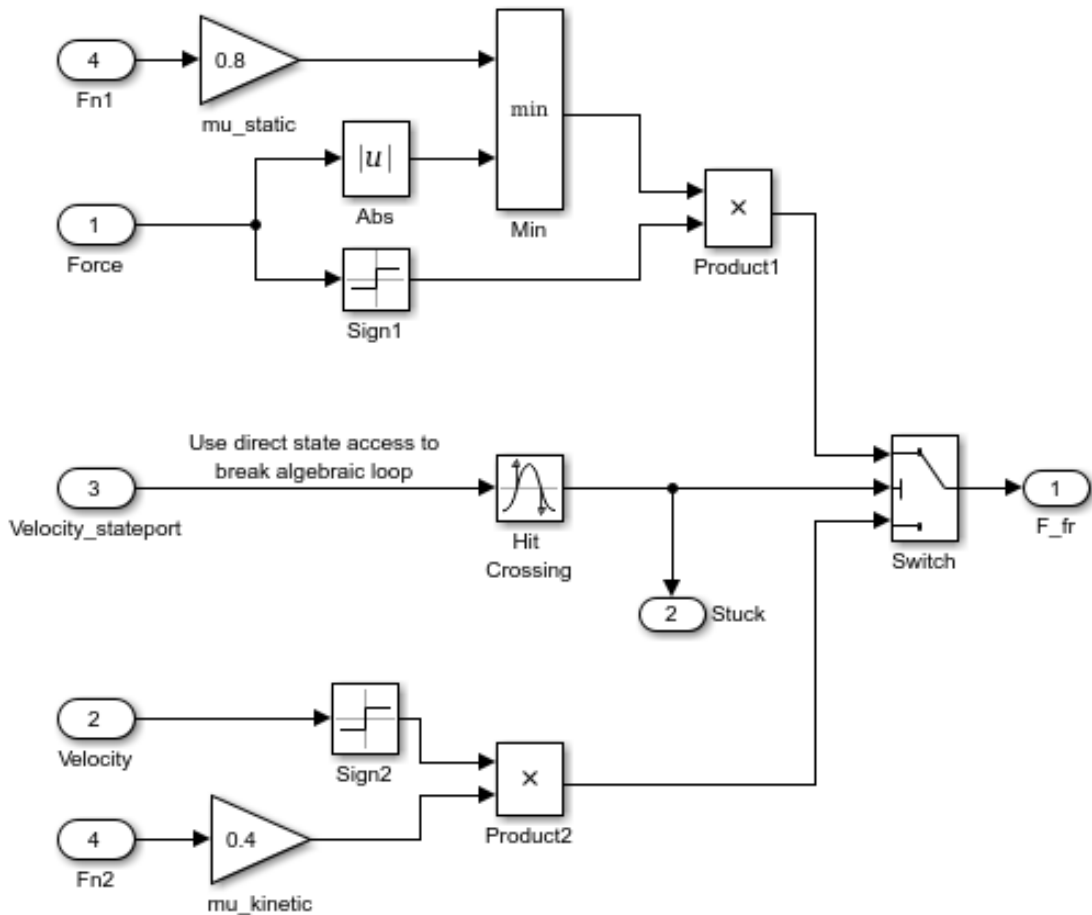 4
Fn1
0.8
mu_static
min
Min
|u|
Abs
1
Force
Sign1
×
Product1
Use direct state access to
break algebraic loop
3
Velocity_stateport
Hit
Crossing
Switch
1
F_fr
2
Stuck
2
Velocity
Sign2
×
Product2
4
Fn2
0.4
mu_kinetic